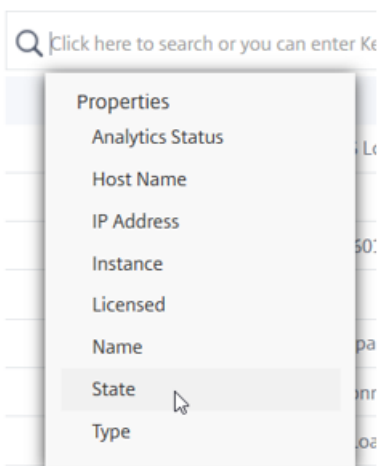 Click here to search or you can enter Ke
Properties
Analytics Status
Host Name
IP Address
Instance
Licensed
Name
State
Type